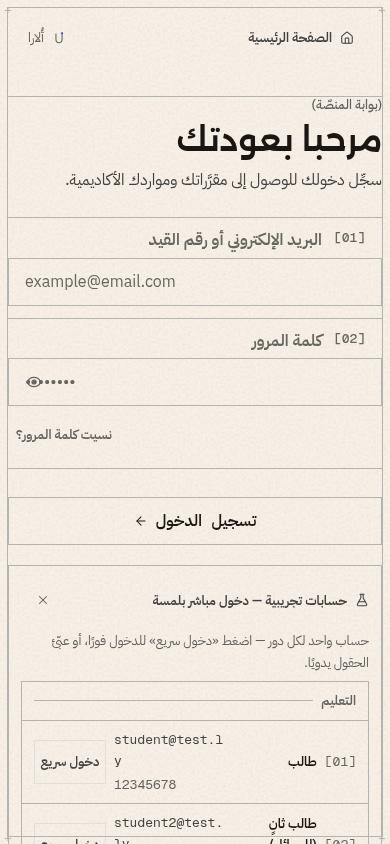 الصفحة الرئيسية
ألارا
(بوابة المنصّة)
مرحبا بعودتك
سجّل دخولك للوصول إلى مقرّراتك ومواردك الأكاديمية.
[01] البريد الإلكتروني أو رقم القيد
example@email.com
[02] كلمة المرور
••••••••
نسيت كلمة المرور؟
تسجيل الدخول ←
حسابات تجريبية — دخول مباشر بلمسة
حساب واحد لكل دور — اضغط «دخول سريع» للدخول فورًا، أو عبّئ
الحقول يدويًا.
التعليم
[01] طالب
student@test.l
y
12345678
دخول سريع
طالب ثانٍ
student2@test.